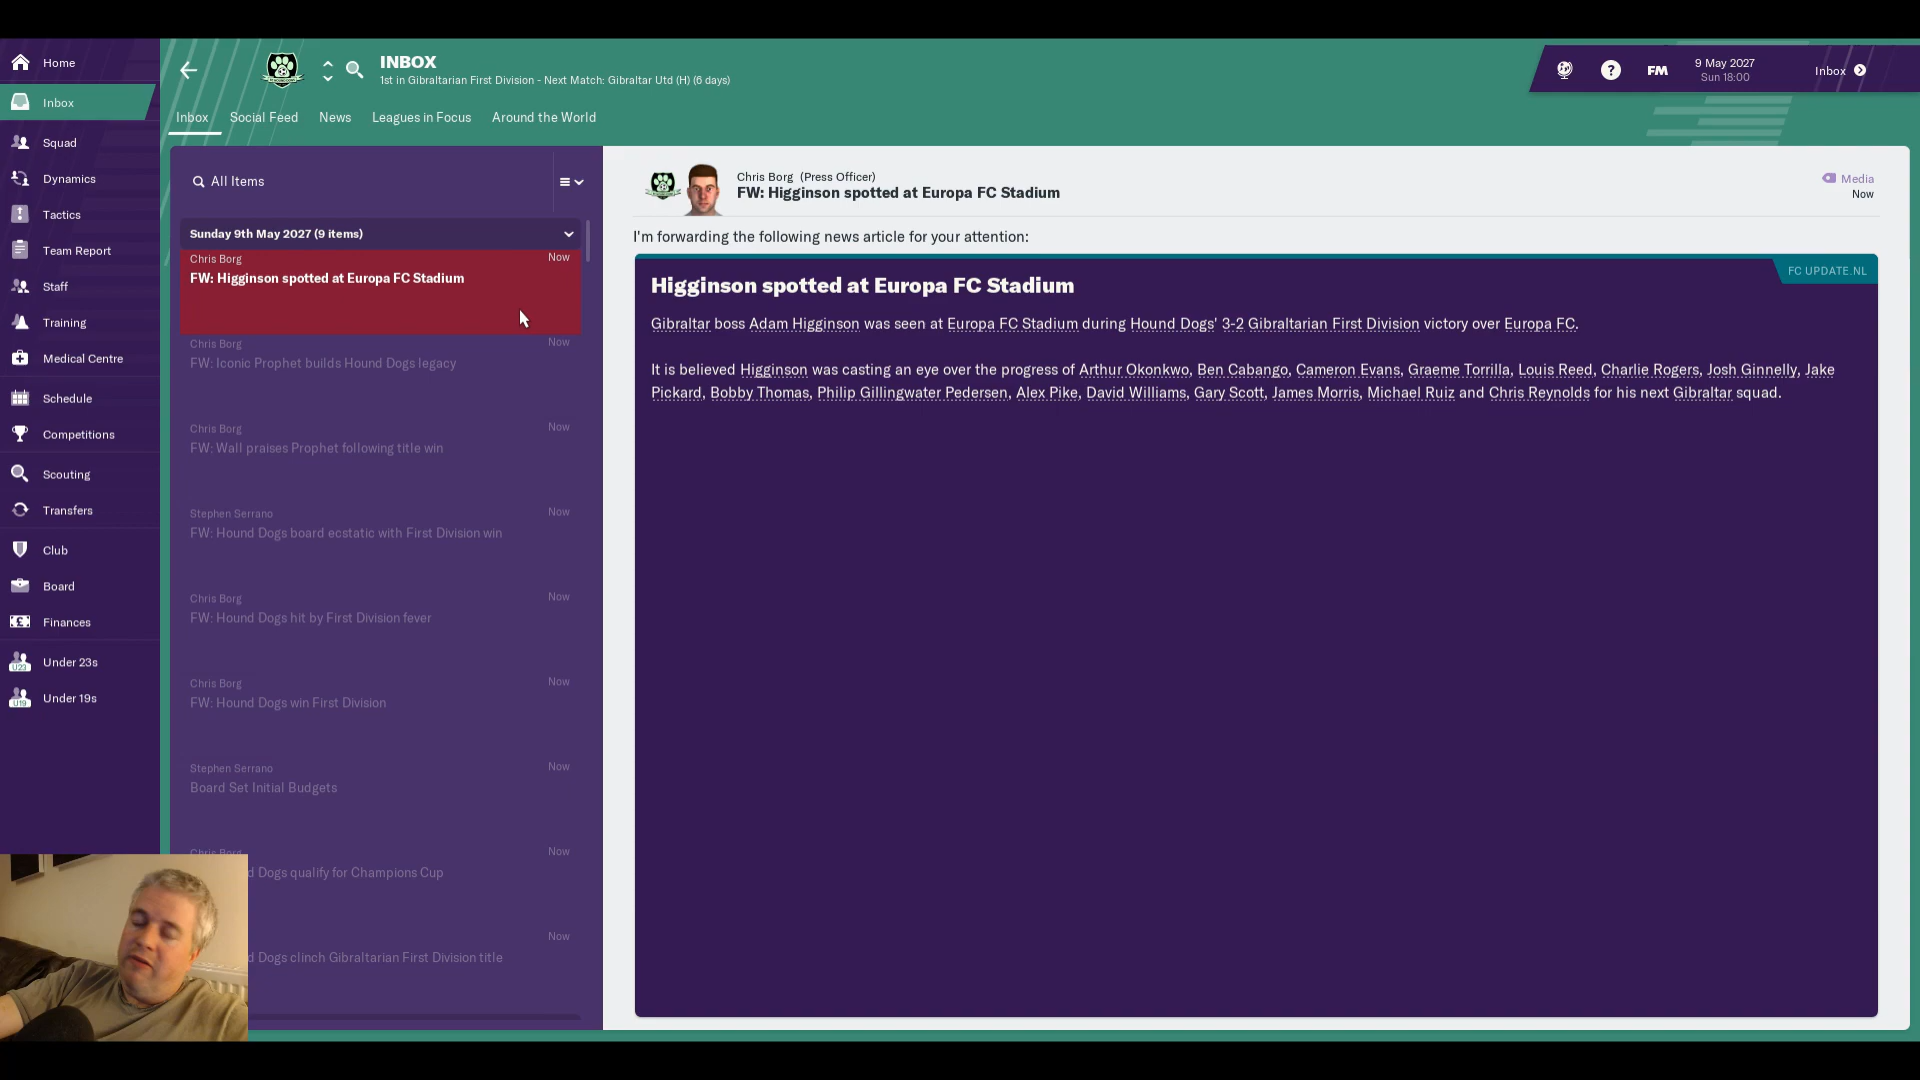 Home
Inbox
Squad
Dynamics
Tactics
Team Report
Staff
Training
Medical Centre
Schedule
Competitions
Scouting
Transfers
Club
Board
Finances
U23
Under 23s
U19
Under 19s
INBOX
1st in Gibraltarian First Division - Next Match: Gibraltar Utd (H) (6 days)
?
FM
9 May 2027
Sun 18:00
Inbox
Inbox
Social Feed
News
Leagues in Focus
Around the World
All Items
Sunday 9th May 2027 (9 items)
Chris Borg Now
FW: Higginson spotted at Europa FC Stadium
Chris Borg Now
FW: Iconic Prophet builds Hound Dogs legacy
Chris Borg Now
FW: Wall praises Prophet following title win
Stephen Serrano Now
FW: Hound Dogs board ecstatic with First Division win
Chris Borg Now
FW: Hound Dogs hit by First Division fever
Chris Borg Now
FW: Hound Dogs win First Division
Stephen Serrano Now
Board Set Initial Budgets
Chris Borg Now
d Dogs qualify for Champions Cup
Now
d Dogs clinch Gibraltarian First Division title
Chris Borg (Press Officer)
FW: Higginson spotted at Europa FC Stadium
Media
Now
I'm forwarding the following news article for your attention:
FC UPDATE.NL
Higginson spotted at Europa FC Stadium
Gibraltar boss Adam Higginson was seen at Europa FC Stadium during Hound Dogs' 3-2 Gibraltarian First Division victory over Europa FC.
It is believed Higginson was casting an eye over the progress of Arthur Okonkwo, Ben Cabango, Cameron Evans, Graeme Torrilla, Louis Reed, Charlie Rogers, Josh Ginnelly, Jake
Pickard, Bobby Thomas, Philip Gillingwater Pedersen, Alex Pike, David Williams, Gary Scott, James Morris, Michael Ruiz and Chris Reynolds for his next Gibraltar squad.